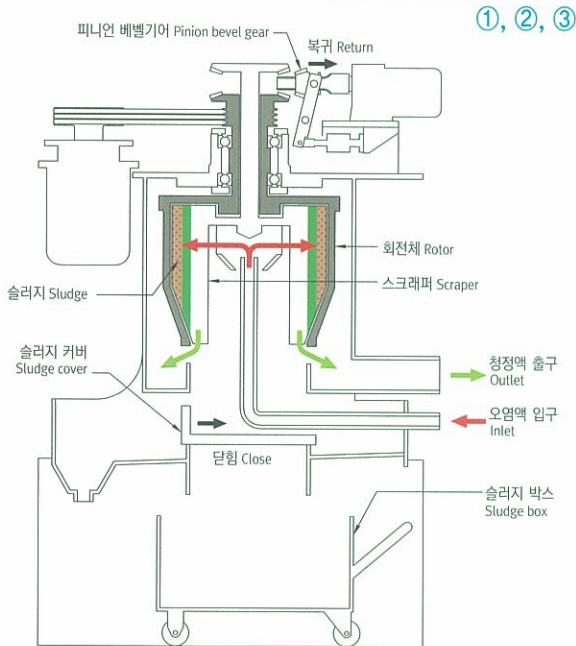 ①, ②, ③
피니언 베벨기어 Pinion bevel gear
복귀 Return
회전체 Rotor
스크래퍼 Scraper
슬러지 Sludge
슬러지 커버
Sludge cover
청정액 출구
Outlet
오염액 입구
Inlet
닫힘 Close
슬러지 박스
Sludge box